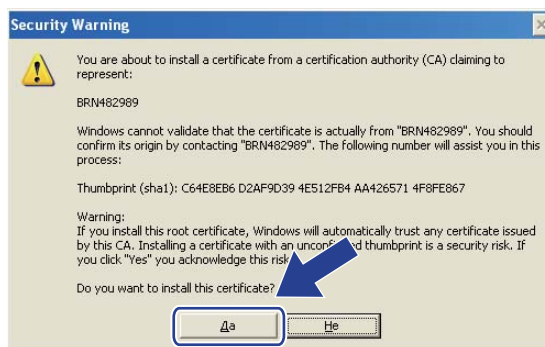 Security Warning
You are about to install a certificate from a certification authority (CA) claiming to
represent:
BRN482989
Windows cannot validate that the certificate is actually from "BRN482989". You should
confirm its origin by contacting "BRN482989". The following number will assist you in this
process:
Thumbprint (sha1): C64E8EB6 D2AF9D39 4E512FB4 AA426571 4F8FE867
Warning:
If you install this root certificate, Windows will automatically trust any certificate issued
by this CA. Installing a certificate with an thumbprint is a security risk. If
you click "Yes" you acknowledge this risk
Do you want to install this certificate?
Да Не